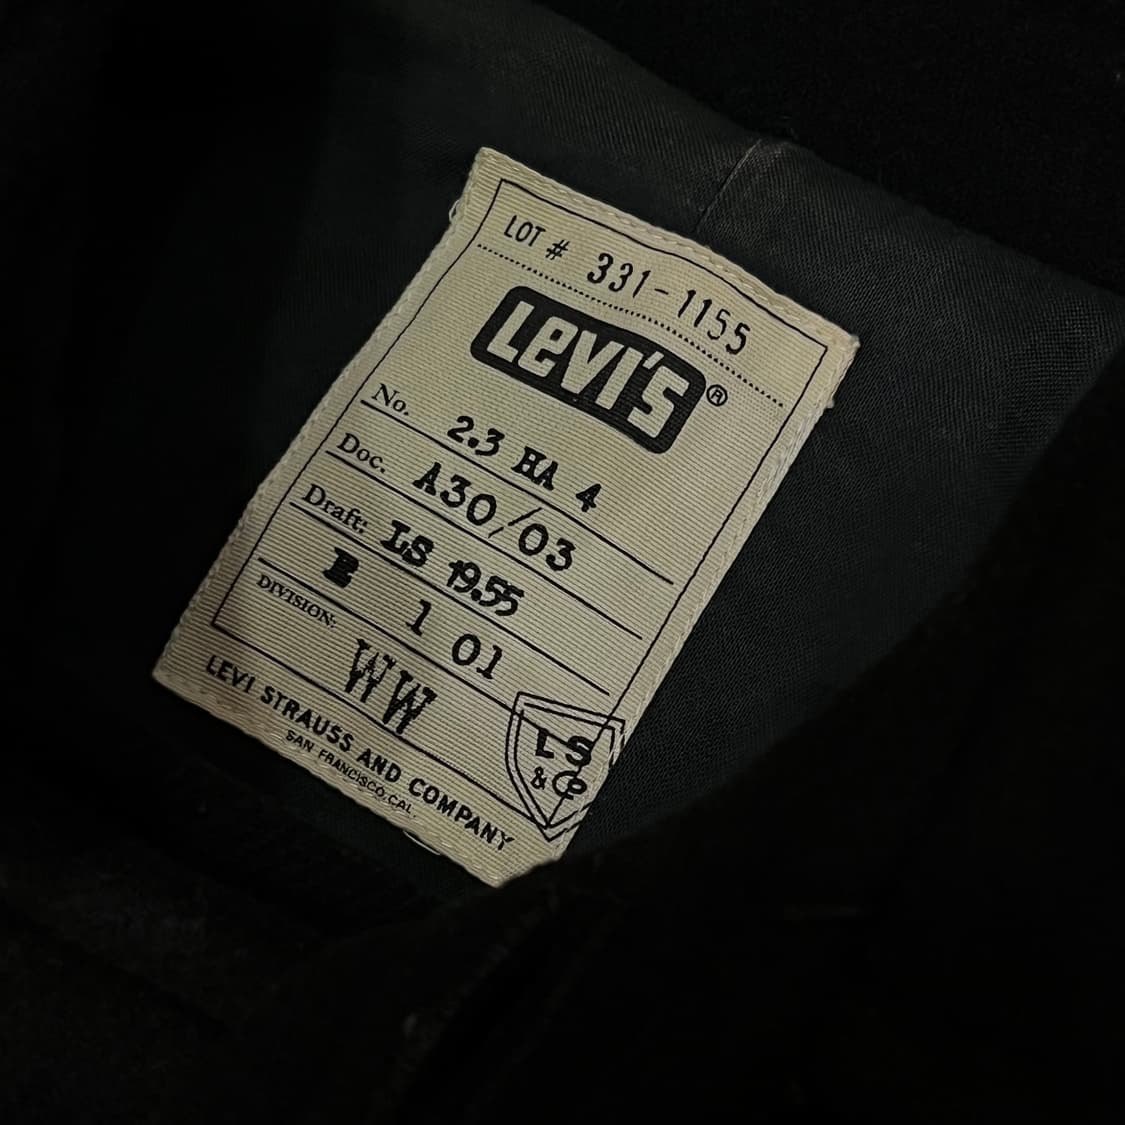 LOT # 331-1155
LEVI'S®
No. 2.3 HA 4
Doc. A30/03
Draft: LS 19.55
E 1 01
DIVISION: WW
LS
&Co
LEVI STRAUSS AND COMPANY
SAN FRANCISCO, CAL.